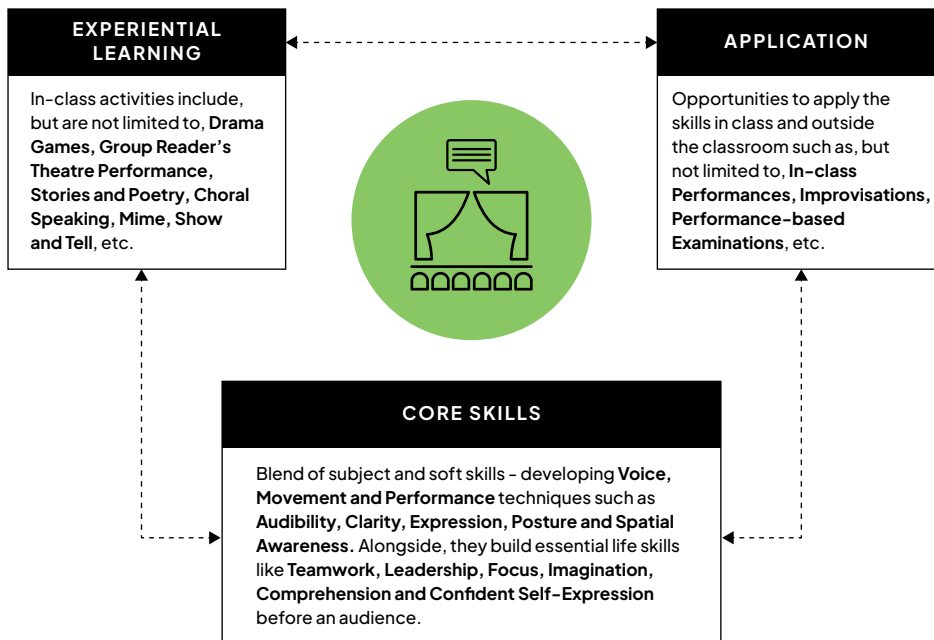 EXPERIENTIAL
LEARNING
In-class activities include,
but are not limited to, Drama
Games, Group Reader's
Theatre Performance,
Stories and Poetry, Choral
Speaking, Mime, Show
and Tell, etc.
APPLICATION
Opportunities to apply the
skills in class and outside
the classroom such as, but
not limited to, In-class
Performances, Improvisations,
Performance-based
Examinations, etc.
CORE SKILLS
Blend of subject and soft skills - developing Voice,
Movement and Performance techniques such as
Audibility, Clarity, Expression, Posture and Spatial
Awareness. Alongside, they build essential life skills
like Teamwork, Leadership, Focus, Imagination,
Comprehension and Confident Self-Expression
before an audience.